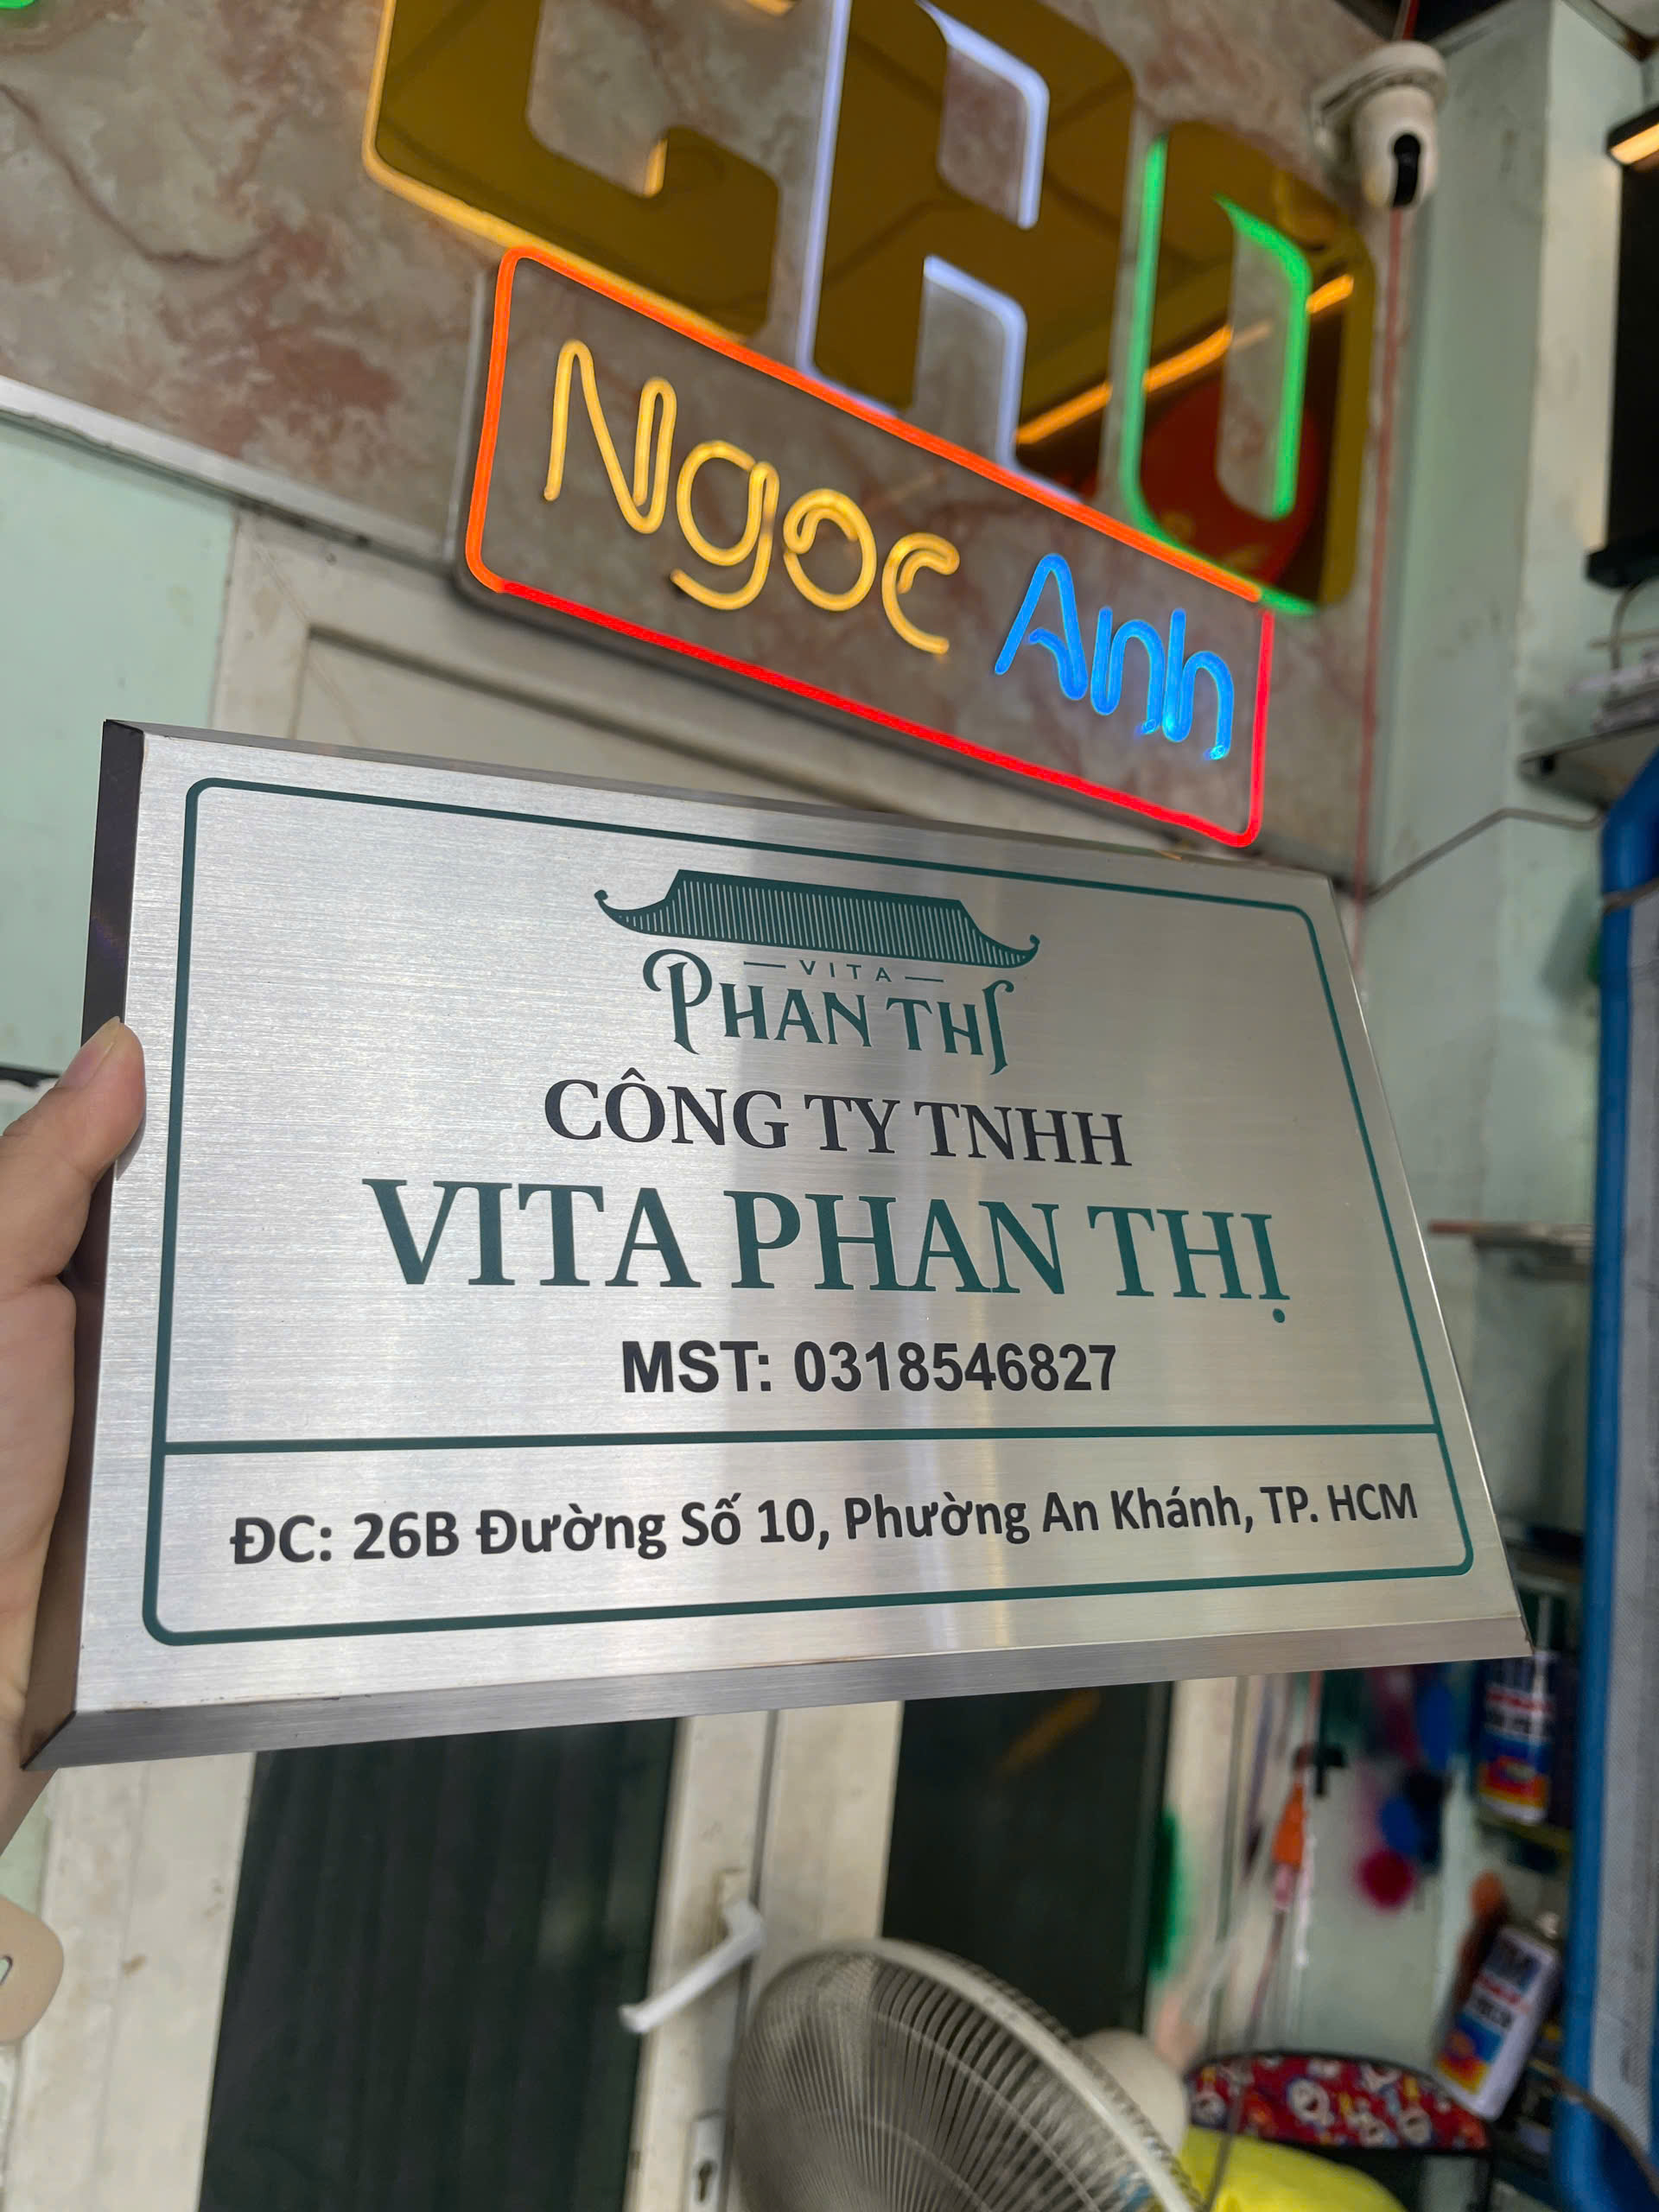 CHO
Ngoc Anh
VITA
PHAN THỊ
CÔNG TY TNHH
VITA PHAN THỊ
MST: 0318546827
ĐC: 26B Đường Số 10, Phường An Khánh, TP. HCM